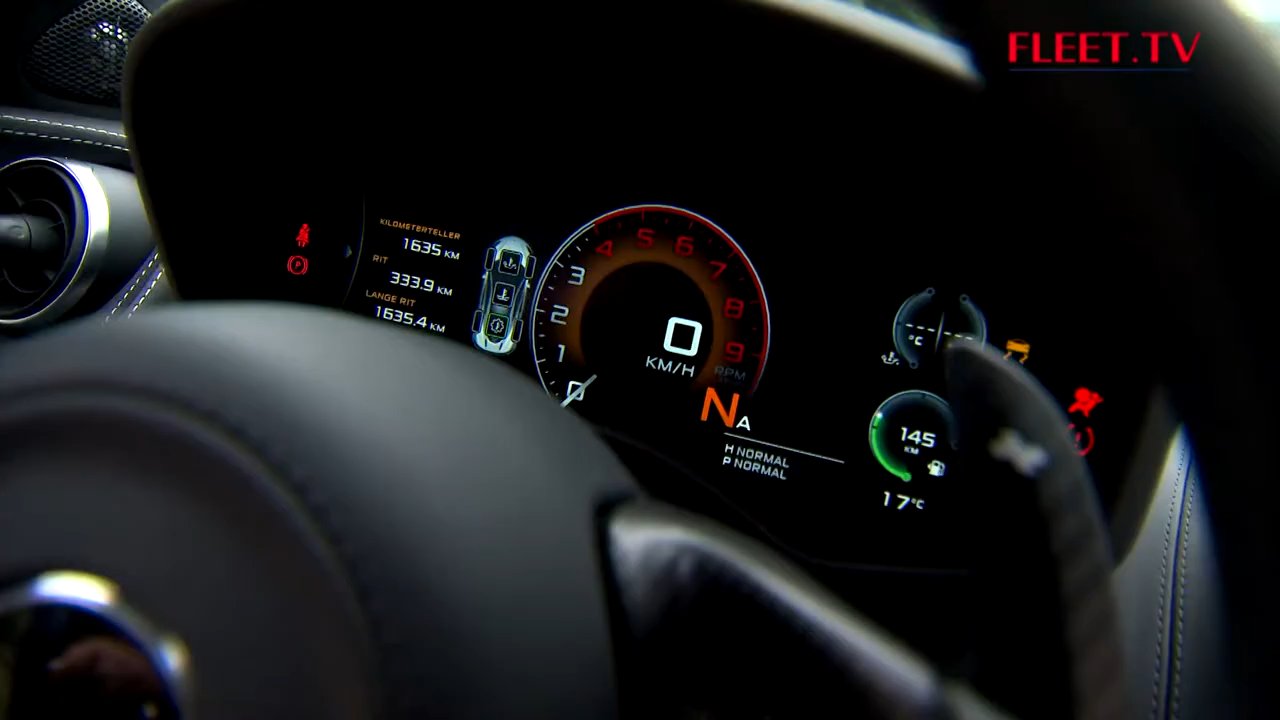 FLEET.TV
KILOMETERTELLER
1635 KM
RIT
333.9 KM
LANGE RIT
1635.4 KM
0
1
2
3
4
5
6
7
8
9
RPM
0
KM/H
N A
H NORMAL
P NORMAL
°C
145
KM
17°C
P